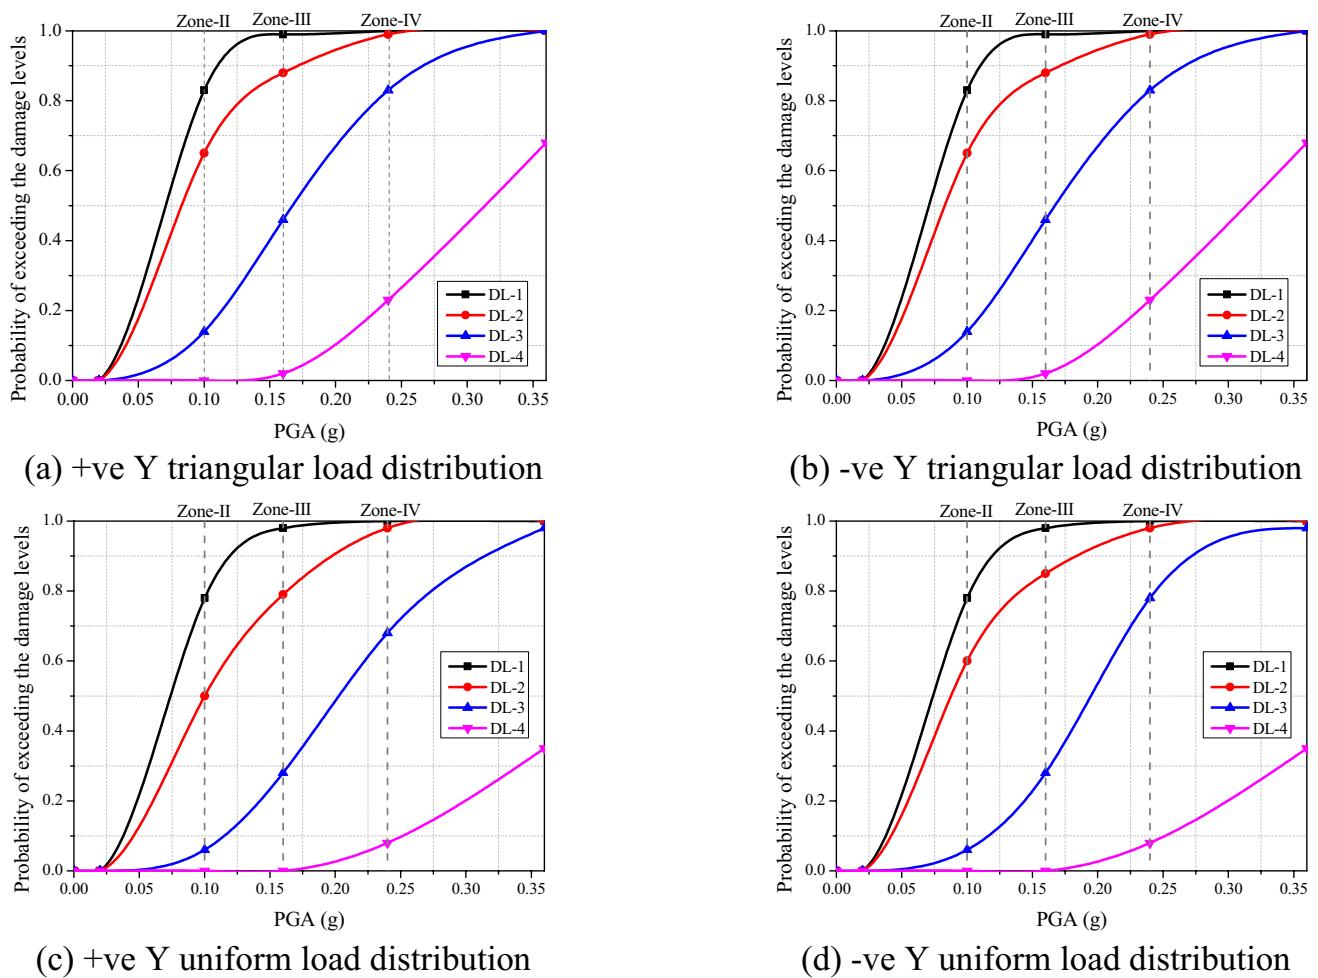 Zone-II Zone-III Zone-IV
Probability of exceeding the damage levels
1.0
0.8
0.6
0.4
0.2
0.0
DL-1
DL-2
DL-3
DL-4
0.00 0.05 0.10 0.15 0.20 0.25 0.30 0.35
PGA (g)
(a) +ve Y triangular load distribution
Zone-II Zone-III Zone-IV
Probability of exceeding the damage levels
1.0
0.8
0.6
0.4
0.2
0.0
DL-1
DL-2
DL-3
DL-4
0.00 0.05 0.10 0.15 0.20 0.25 0.30 0.35
PGA (g)
(b) -ve Y triangular load distribution
Zone-II Zone-III Zone-IV
Probability of exceeding the damage levels
1.0
0.8
0.6
0.4
0.2
0.0
DL-1
DL-2
DL-3
DL-4
0.00 0.05 0.10 0.15 0.20 0.25 0.30 0.35
PGA (g)
(c) +ve Y uniform load distribution
Zone-II Zone-III Zone-IV
Probability of exceeding the damage levels
1.0
0.8
0.6
0.4
0.2
0.0
DL-1
DL-2
DL-3
DL-4
0.00 0.05 0.10 0.15 0.20 0.25 0.30 0.35
PGA (g)
(d) -ve Y uniform load distribution